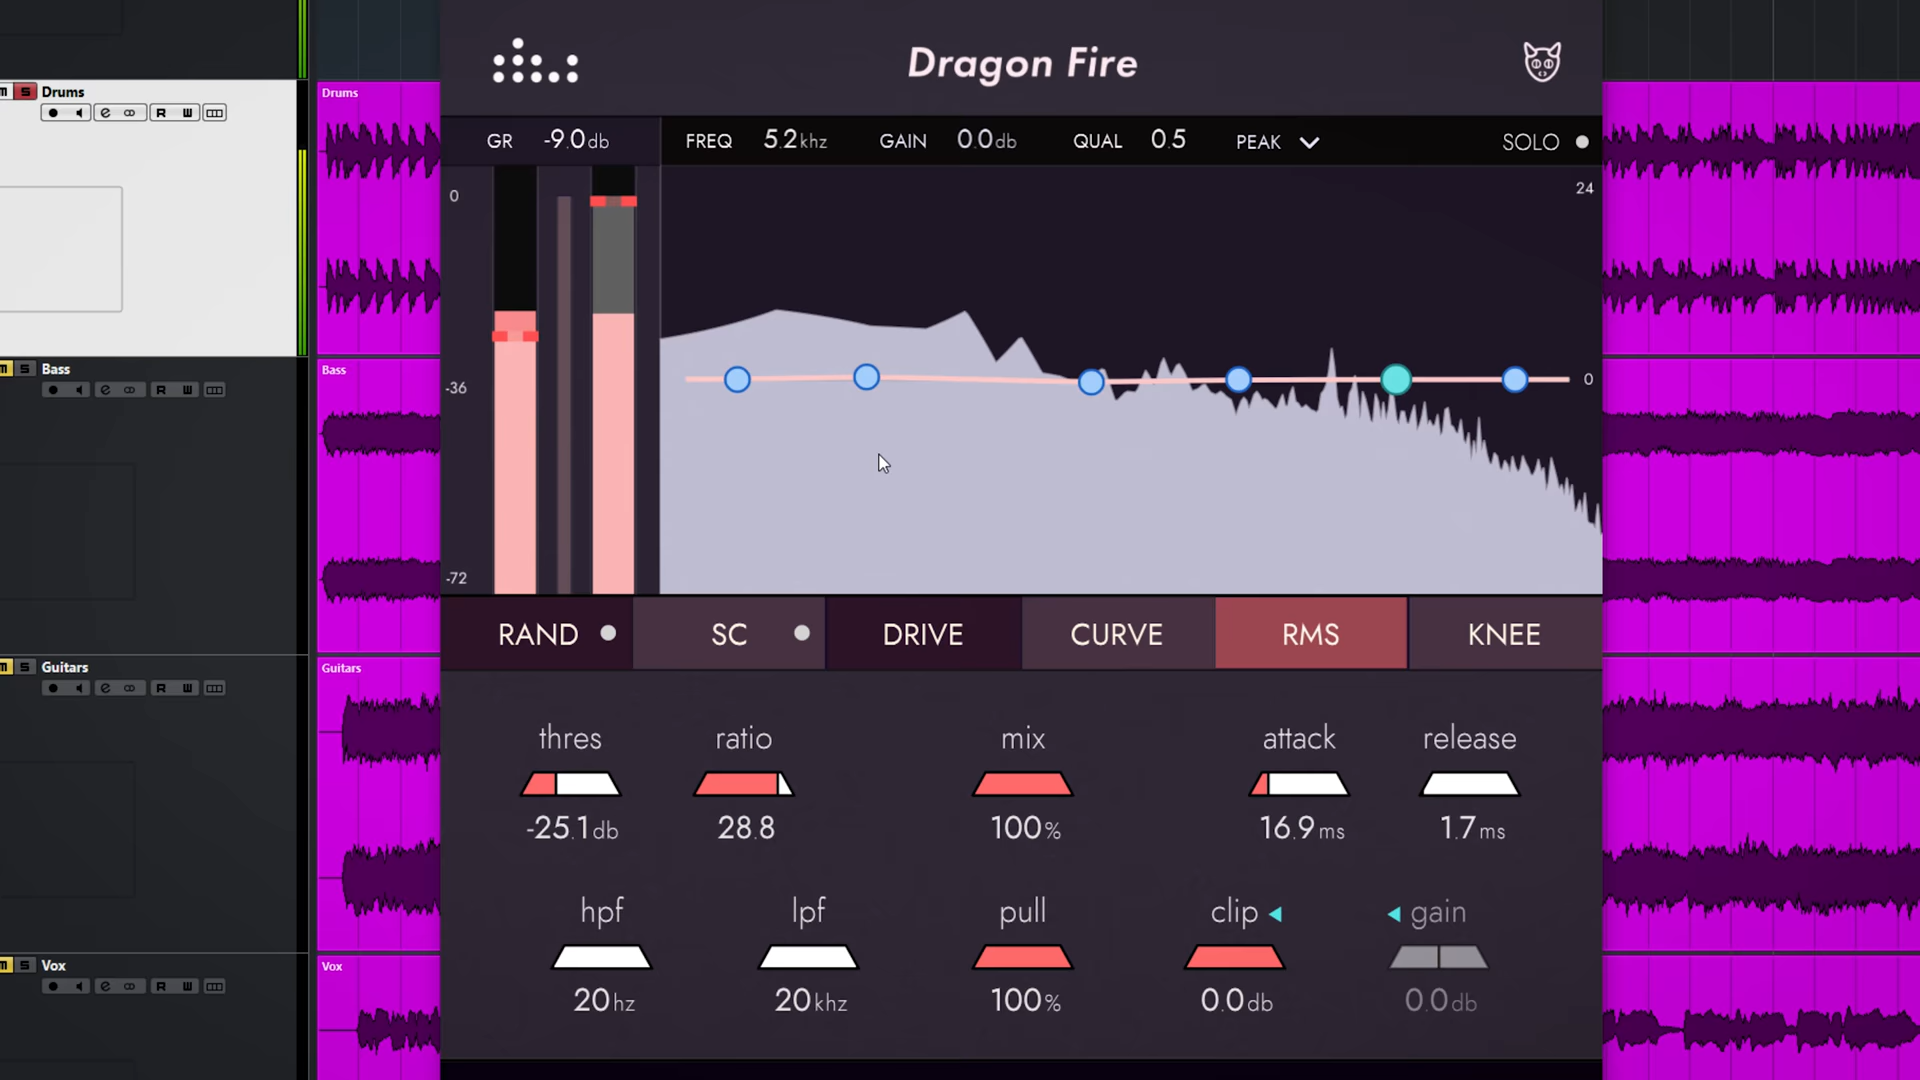 Dragon Fire
GR -9.0db FREQ 5.2khz GAIN 0.0db QUAL 0.5 PEAK SOLO
0
-36
-72
24
0
RAND SC DRIVE CURVE RMS KNEE
thres ratio mix attack release
-25.1db 28.8 100% 16.9ms 1.7ms
hpf lpf pull clip gain
20hz 20khz 100% 0.0db 0.0db
m S Drums
R W
Drums
m S Bass
R W
Bass
m S Guitars
R W
Guitars
m S Vox
R W
Vox